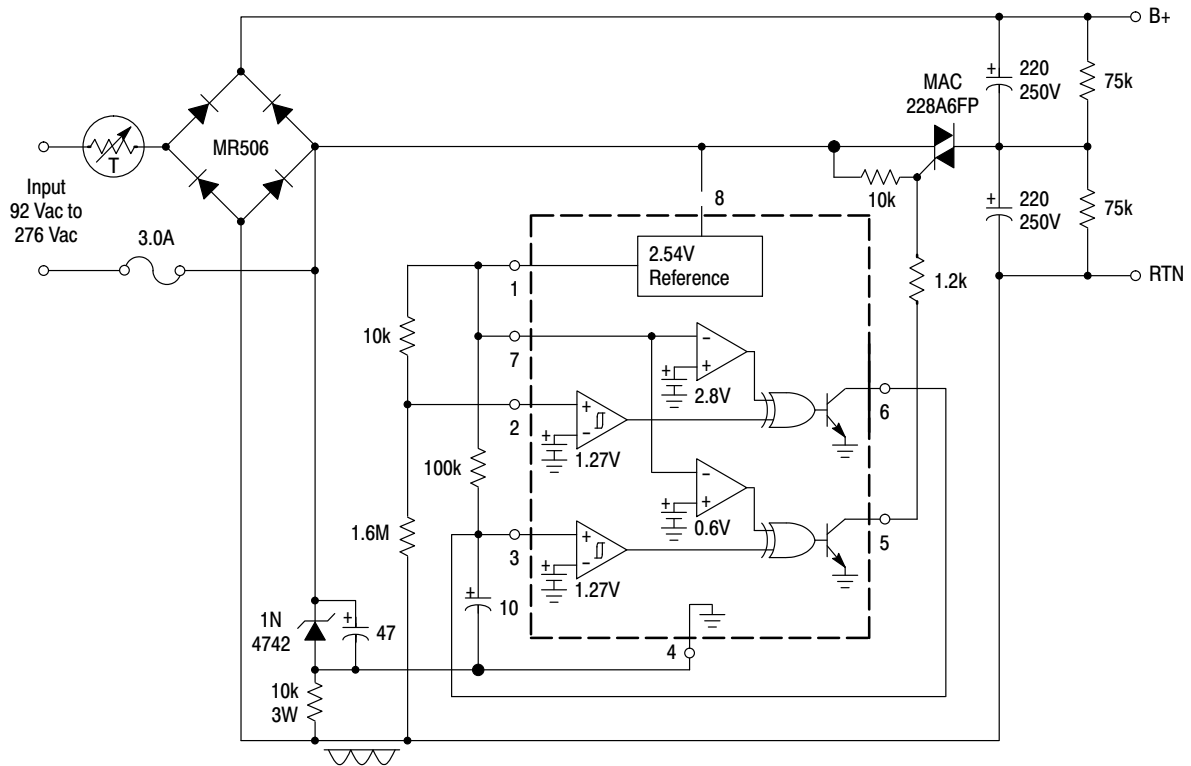 B+
220
250V
75k
MAC
228A6FP
MR506
T
Input
92 Vac to
276 Vac
3.0A
10k
8
2.54V
Reference
1
220
250V
75k
1.2k
RTN
10k
7
-
+
2.8V
6
2
+
-
1.27V
100k
-
+
0.6V
5
1.6M
3
+
-
1.27V
1N
4742
+
47
+
10
4
10k
3W